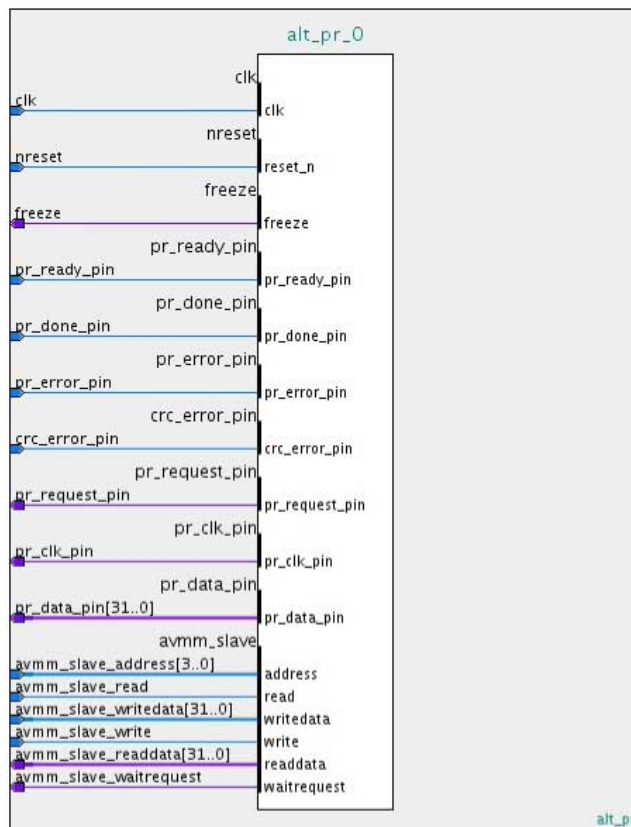 alt_pr_0
clk
clk
clk
nreset
nreset
reset_n
freeze
freeze
freeze
pr_ready_pin
pr_ready_pin
pr_ready_pin
pr_done_pin
pr_done_pin
pr_done_pin
pr_error_pin
pr_error_pin
pr_error_pin
crc_error_pin
crc_error_pin
crc_error_pin
pr_request_pin
pr_request_pin
pr_request_pin
pr_clk_pin
pr_clk_pin
pr_clk_pin
pr_data_pin
pr_data_pin[31..0]
pr_data_pin
avmm_slave
avmm_slave_address[3..0]
address
avmm_slave_read
read
avmm_slave_writedata[31..0]
writedata
avmm_slave_write
write
avmm_slave_readdata[31..0]
readdata
avmm_slave_waitrequest
waitrequest
alt_pr